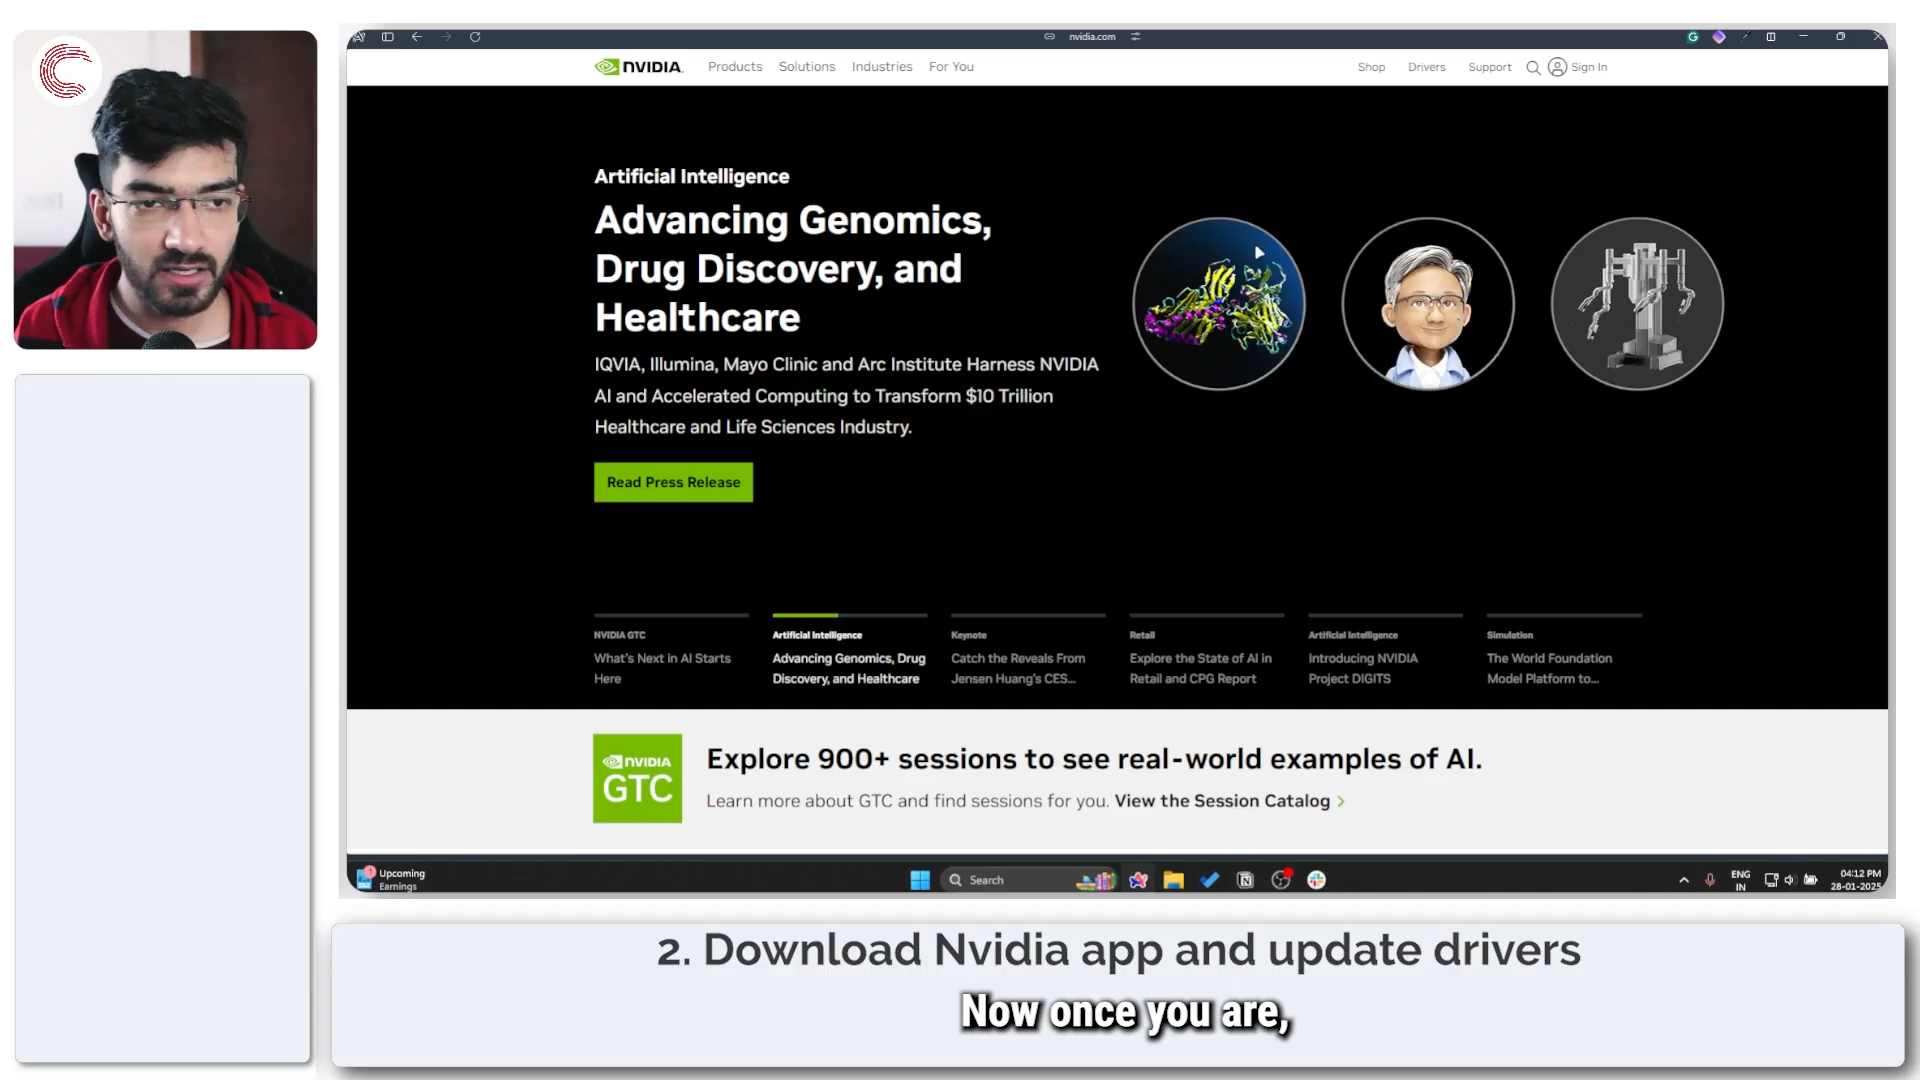 nvidia.com
NVIDIA.
Products
Solutions
Industries
For You
Shop
Drivers
Support
Sign In
Artificial Intelligence
Advancing Genomics,
Drug Discovery, and
Healthcare
IQVIA, Illumina, Mayo Clinic and Arc Institute Harness NVIDIA
AI and Accelerated Computing to Transform $10 Trillion
Healthcare and Life Sciences Industry.
Read Press Release
NVIDIA GTC
What's Next in AI Starts
Here
Artificial Intelligence
Advancing Genomics, Drug
Discovery, and Healthcare
Keynote
Catch the Reveals From
Jensen Huang's CES...
Retail
Explore the State of AI in
Retail and CPG Report
Artificial Intelligence
Introducing NVIDIA
Project DIGITS
Simulation
The World Foundation
Model Platform to...
NVIDIA
GTC
Explore 900+ sessions to see real-world examples of AI.
Learn more about GTC and find sessions for you. View the Session Catalog >
1
Upcoming
Earnings
Search
ENG
IN
04:12 PM
28-01-2025
2. Download Nvidia app and update drivers
Now once you are,